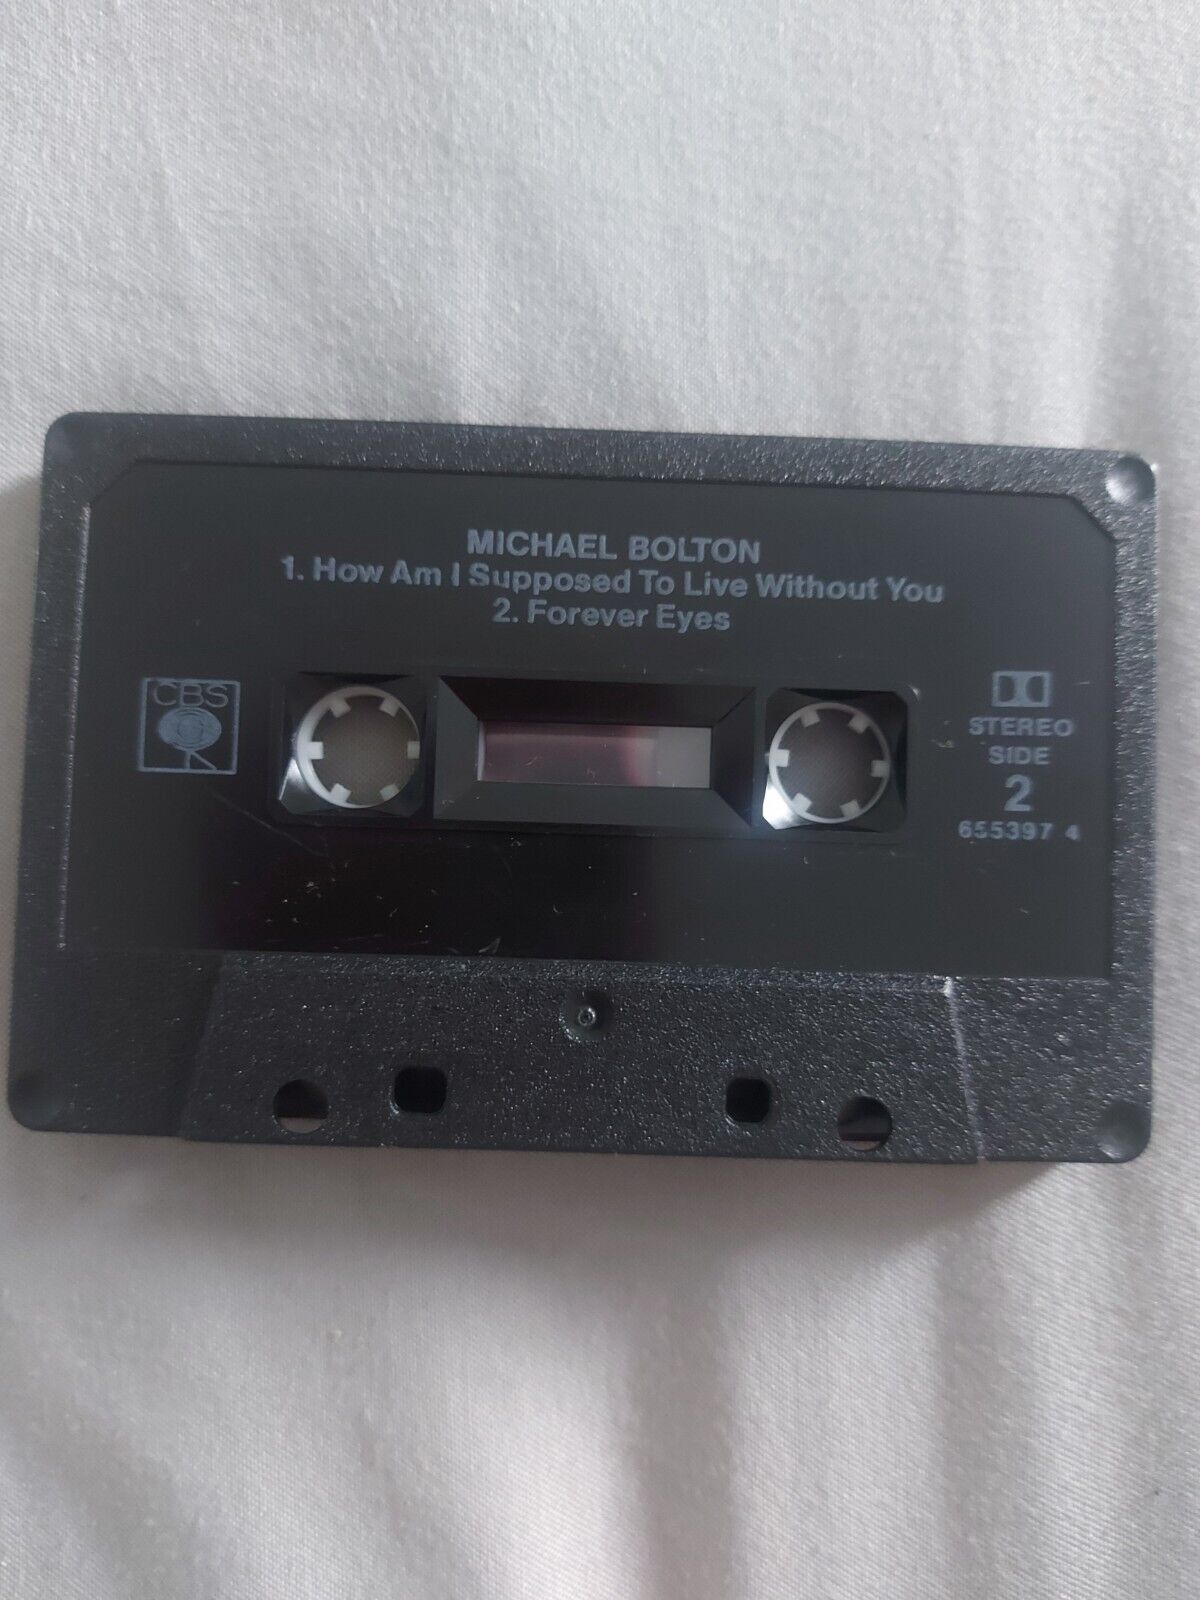 MICHAEL BOLTON
1. How Am I Supposed To Live Without You
2. Forever Eyes
CBS
STEREO
SIDE
2
655397 4